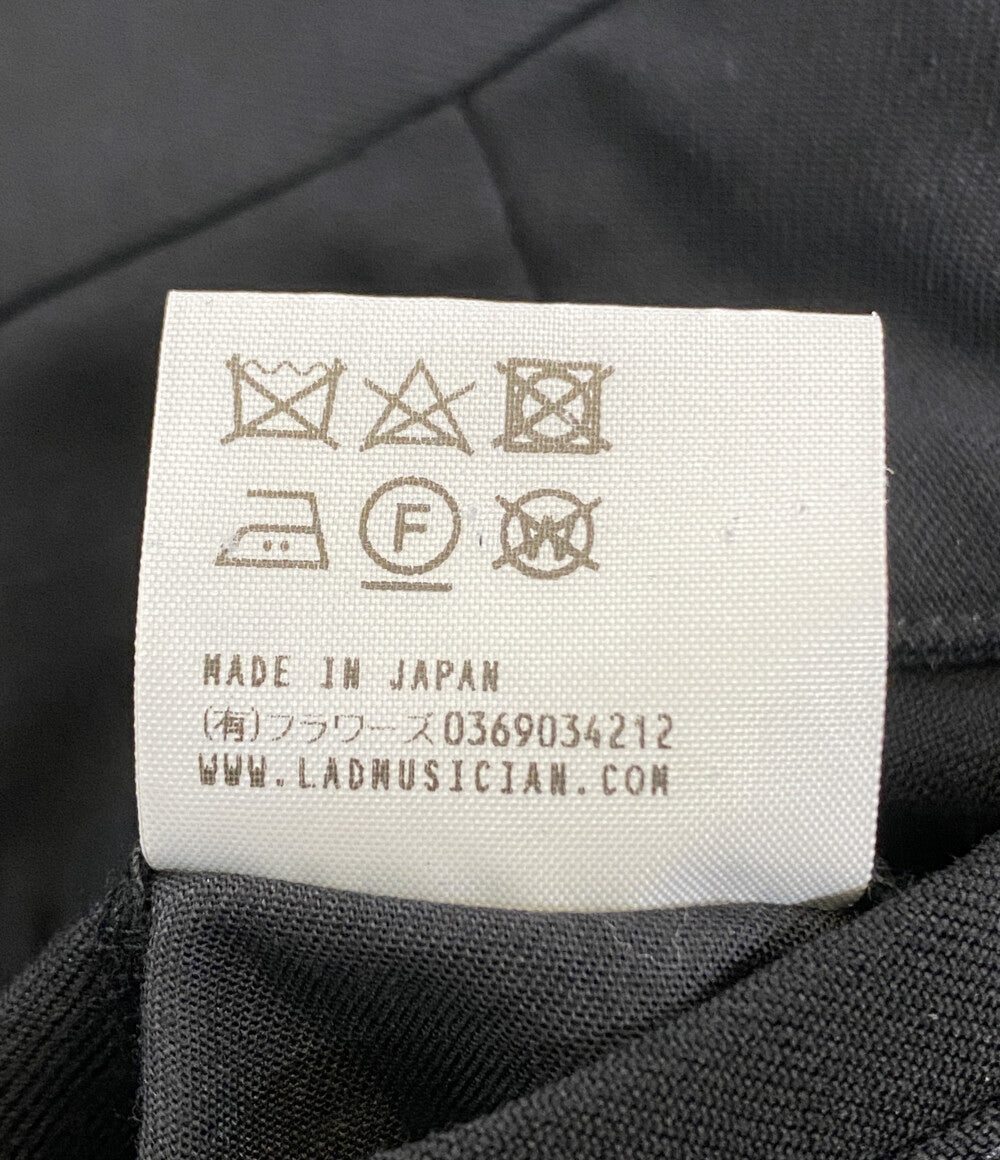 F W
MADE IN JAPAN
(有)フラワーズ0369034212
WWW.LADMUSICIAN.COM